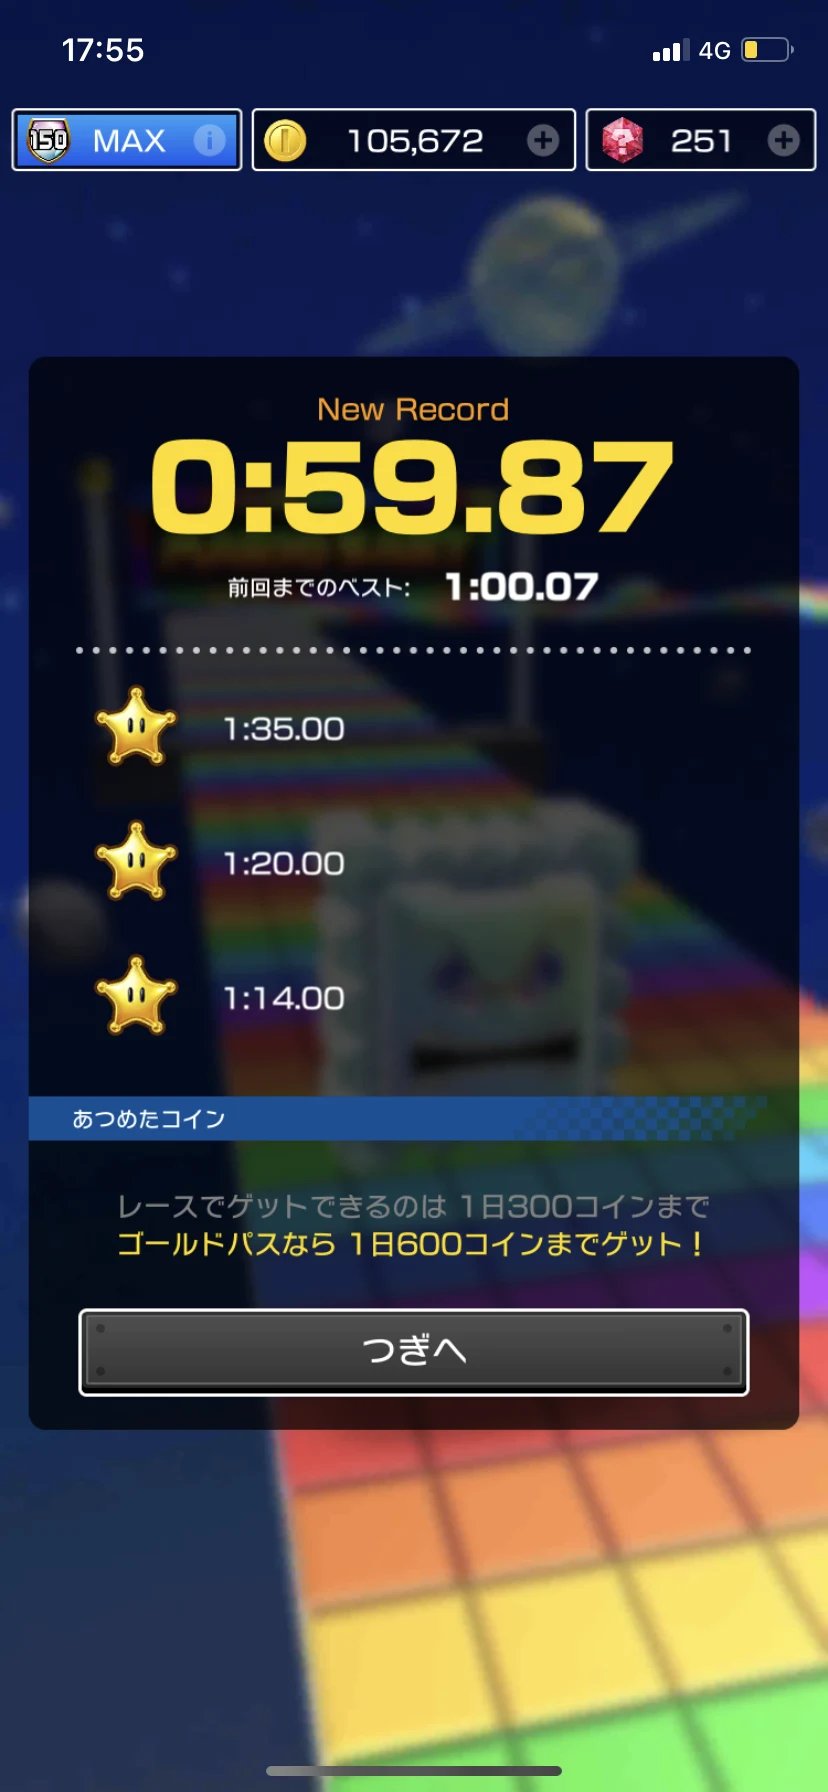 17:55
4G
150 MAX i
105,672 +
? 251 +
New Record
0:59.87
前回までのベスト: 1:00.07
1:35.00
1:20.00
1:14.00
あつめたコイン
レースでゲットできるのは 1日300コインまで
ゴールドパスなら 1日600コインまでゲット!
つぎへ